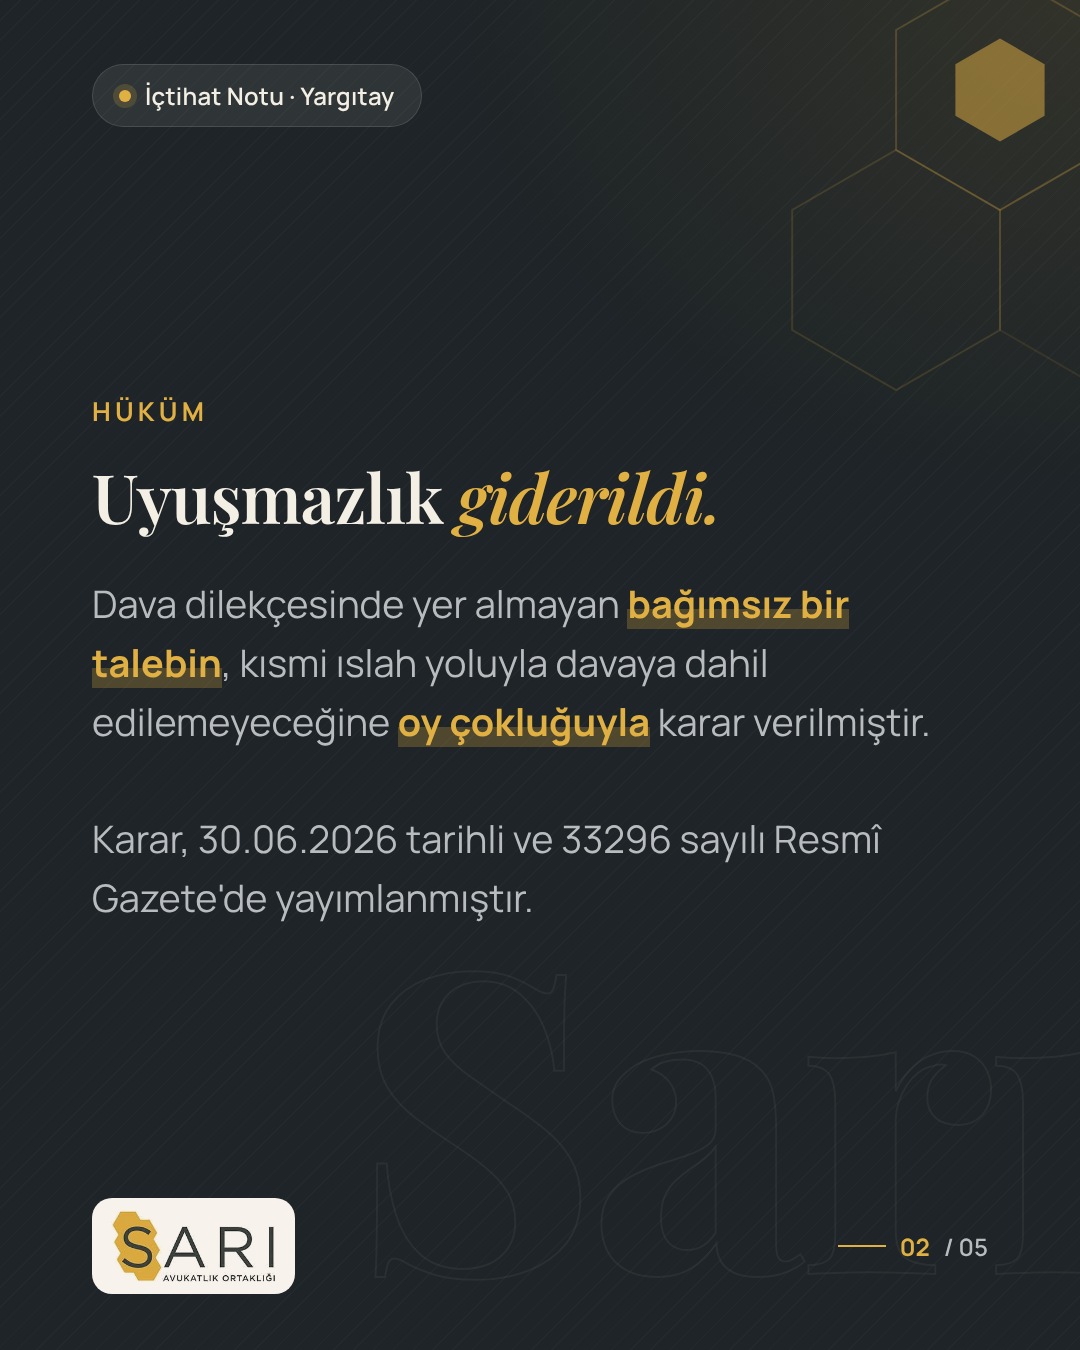 İçtihat Notu · Yargıtay
HÜKÜM
Uyuşmazlık giderildi.
Dava dilekçesinde yer almayan bağımsız bir
talebin, kısmi ıslah yoluyla davaya dahil
edilemeyeceğine oy çokluğuyla karar verilmiştir.
Karar, 30.06.2026 tarihli ve 33296 sayılı Resmî
Gazete'de yayımlanmıştır.
Sarı
SARI
AVUKATLIK ORTAKLIĞI
02 / 05